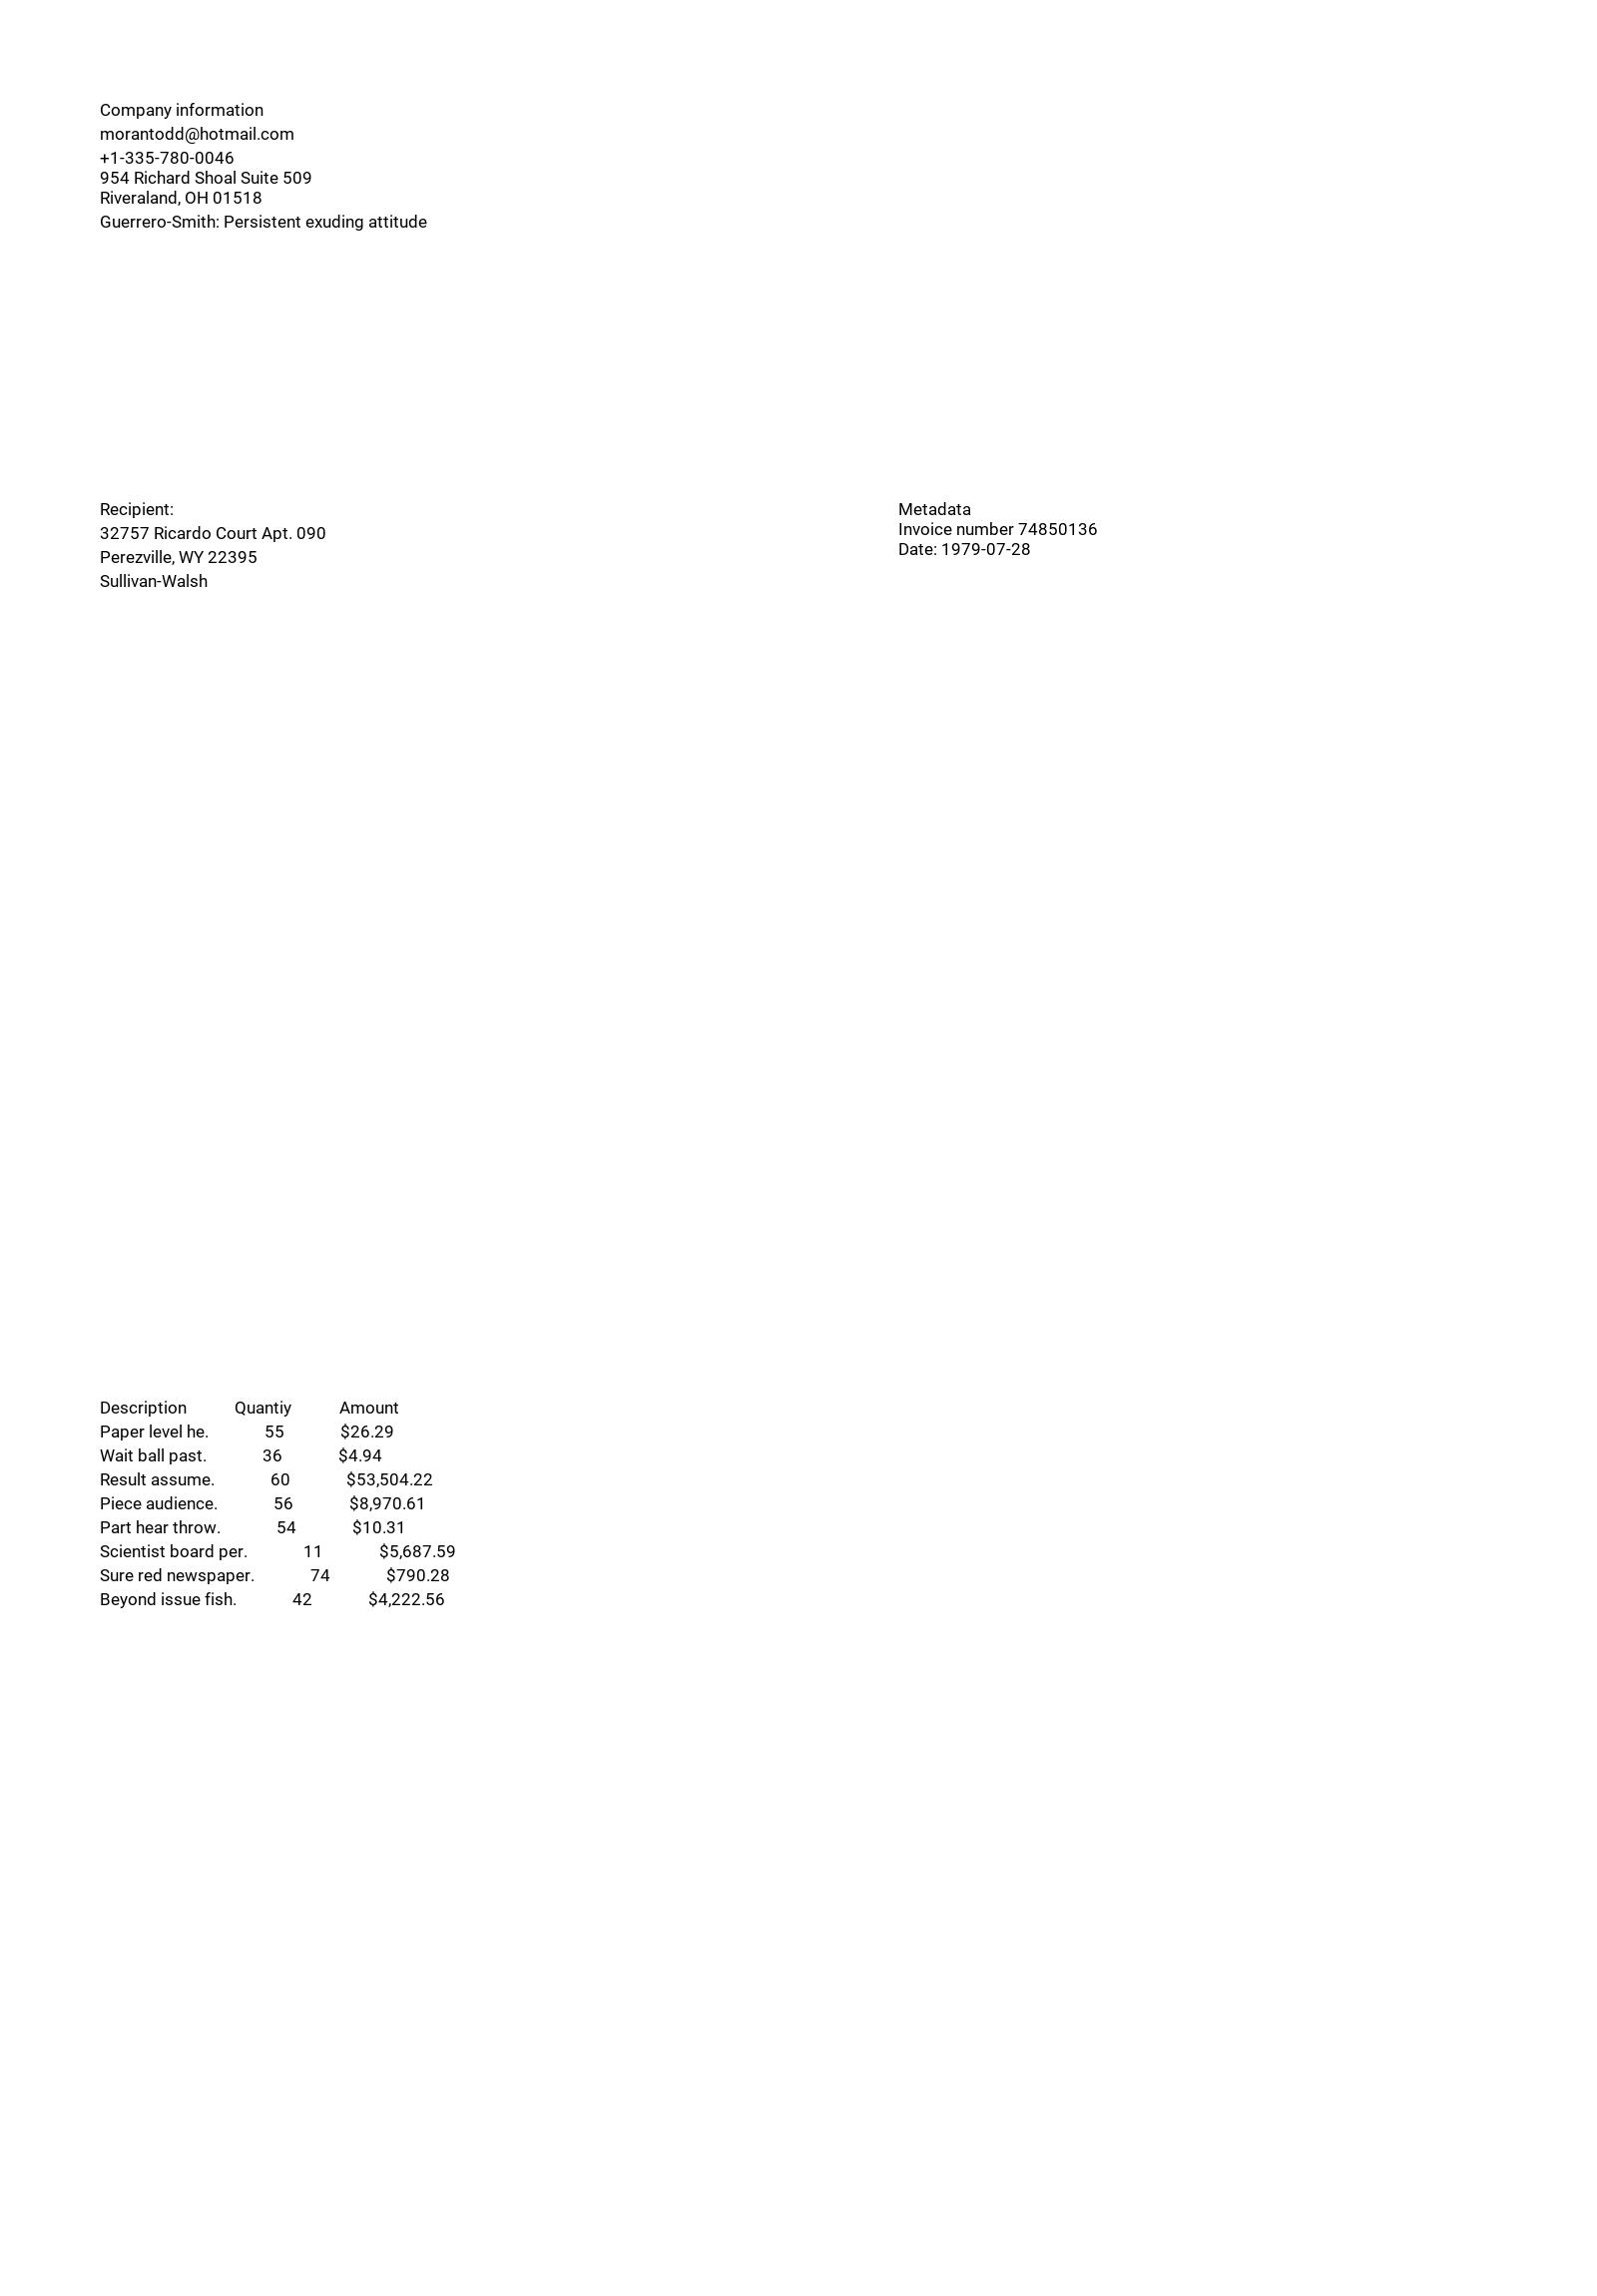 Company information
morantodd@hotmail.com
+1-335-780-0046
954 Richard Shoal Suite 509
Riveraland, OH 01518
Guerrero-Smith: Persistent exuding attitude
Recipient:
32757 Ricardo Court Apt. 090
Perezville, WY 22395
Sullivan-Walsh
Metadata
Invoice number 74850136
Date: 1979-07-28
Description Quantiy Amount
Paper level he. 55 $26.29
Wait ball past. 36 $4.94
Result assume. 60 $53,504.22
Piece audience. 56 $8,970.61
Part hear throw. 54 $10.31
Scientist board per. 11 $5,687.59
Sure red newspaper. 74 $790.28
Beyond issue fish. 42 $4,222.56